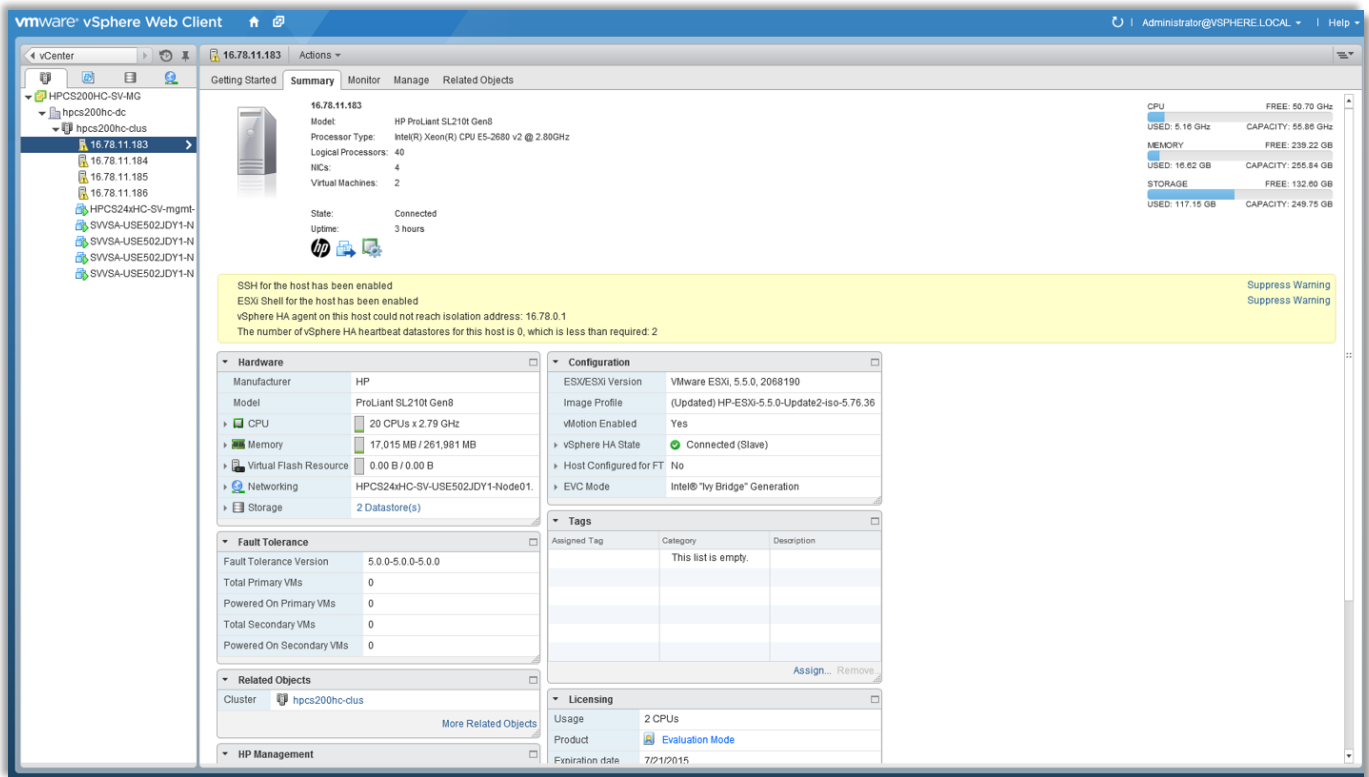 vmware® vSphere Web Client
Administrator@VSPHERE.LOCAL
Help
vCenter
HPCS200HC-SV-MG
hpcs200hc-dc
hpcs200hc-clus
16.78.11.183
16.78.11.184
16.78.11.185
16.78.11.186
HPCS24xHC-SV-mgmt-
SVVSA-USE502JDY1-N
SVVSA-USE502JDY1-N
SVVSA-USE502JDY1-N
SVVSA-USE502JDY1-N
16.78.11.183 Actions
Getting Started Summary Monitor Manage Related Objects
16.78.11.183
Model: HP ProLiant SL210t Gen8
Processor Type: Intel(R) Xeon(R) CPU E5-2680 v2 @ 2.80GHz
Logical Processors: 40
NICs: 4
Virtual Machines: 2
State: Connected
Uptime: 3 hours
hp
CPU FREE: 50.70 GHz
USED: 5.16 GHz CAPACITY: 55.86 GHz
MEMORY FREE: 239.22 GB
USED: 16.62 GB CAPACITY: 255.84 GB
STORAGE FREE: 132.60 GB
USED: 117.15 GB CAPACITY: 249.75 GB
SSH for the host has been enabled Suppress Warning
ESXi Shell for the host has been enabled Suppress Warning
vSphere HA agent on this host could not reach isolation address: 16.78.0.1
The number of vSphere HA heartbeat datastores for this host is 0, which is less than required: 2
Hardware
Manufacturer HP
Model ProLiant SL210t Gen8
CPU 20 CPUs x 2.79 GHz
Memory 17,015 MB / 261,981 MB
Virtual Flash Resource 0.00 B / 0.00 B
Networking HPCS24xHC-SV-USE502JDY1-Node01.
Storage 2 Datastore(s)
Fault Tolerance
Fault Tolerance Version 5.0.0-5.0.0-5.0.0
Total Primary VMs 0
Powered On Primary VMs 0
Total Secondary VMs 0
Powered On Secondary VMs 0
Related Objects
Cluster hpcs200hc-clus
More Related Objects
HP Management
Configuration
ESX/ESXi Version VMware ESXi, 5.5.0, 2068190
Image Profile (Updated) HP-ESXi-5.5.0-Update2-iso-5.76.36
vMotion Enabled Yes
vSphere HA State Connected (Slave)
Host Configured for FT No
EVC Mode Intel® "Ivy Bridge" Generation
Tags
Assigned Tag Category Description
This list is empty.
Assign... Remove...
Licensing
Usage 2 CPUs
Product Evaluation Mode
Expiration date 7/21/2015